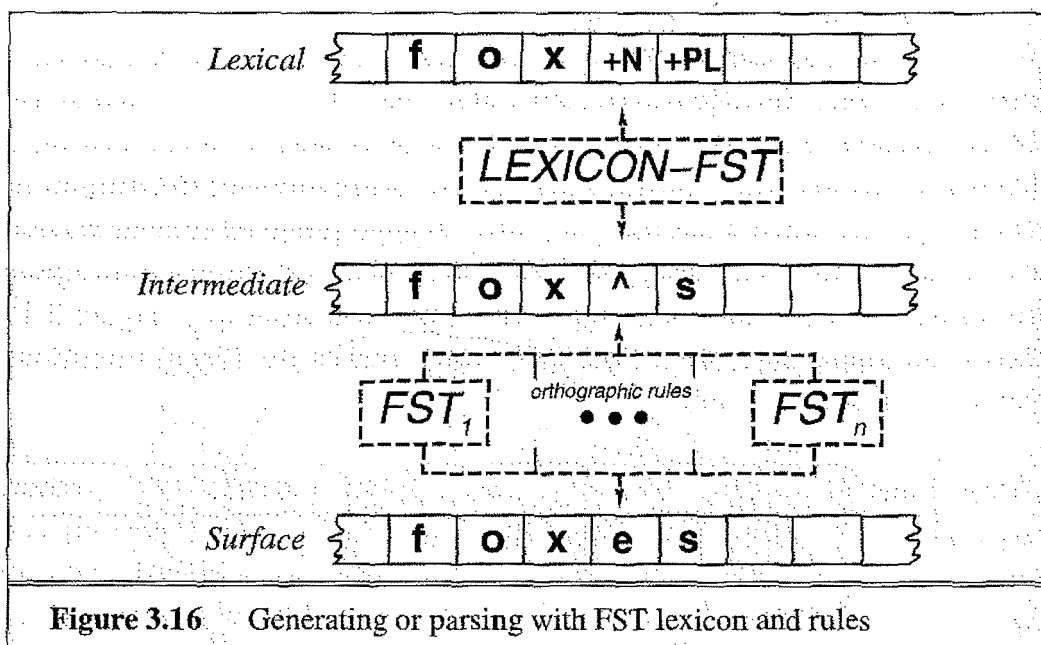 Lexical f o x +N +PL
LEXICON–FST
Intermediate f o x ^ s
orthographic rules
FST1 ••• FSTn
Surface f o x e s
Figure 3.16 Generating or parsing with FST lexicon and rules